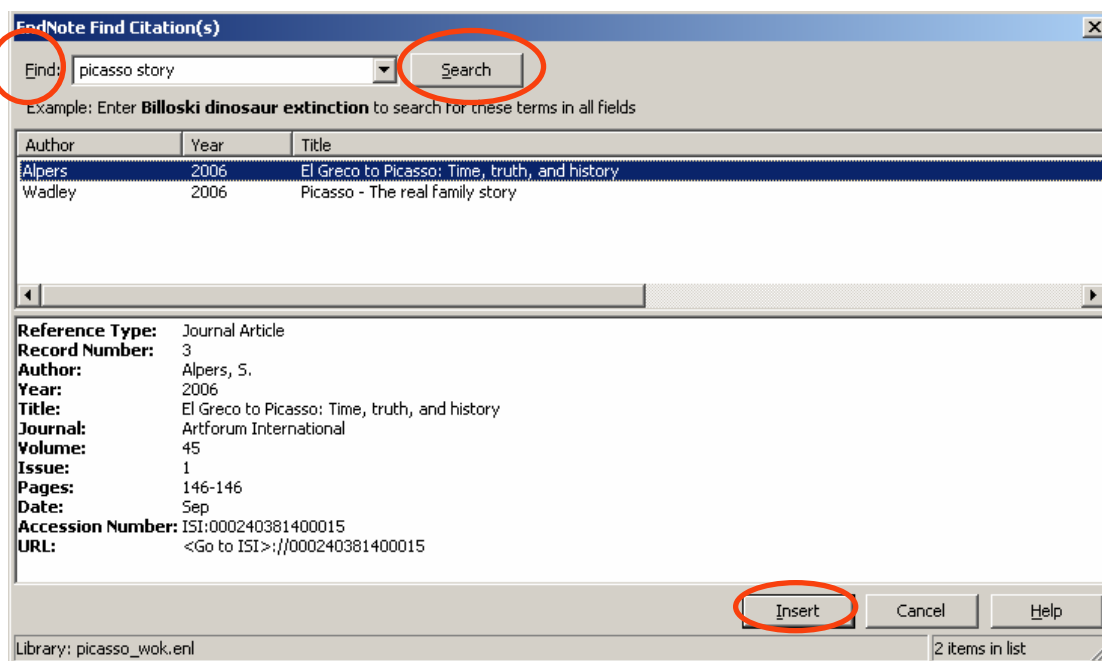 EndNote Find Citation(s)
Find: picasso story Search
Example: Enter Billoski dinosaur extinction to search for these terms in all fields
Author Year Title
Alpers 2006 El Greco to Picasso: Time, truth, and history
Wadley 2006 Picasso - The real family story
Reference Type: Journal Article
Record Number: 3
Author: Alpers, S.
Year: 2006
Title: El Greco to Picasso: Time, truth, and history
Journal: Artforum International
Volume: 45
Issue: 1
Pages: 146-146
Date: Sep
Accession Number: ISI:000240381400015
URL: <Go to ISI>://000240381400015
Insert Cancel Help
Library: picasso_wok.enl 2 items in list